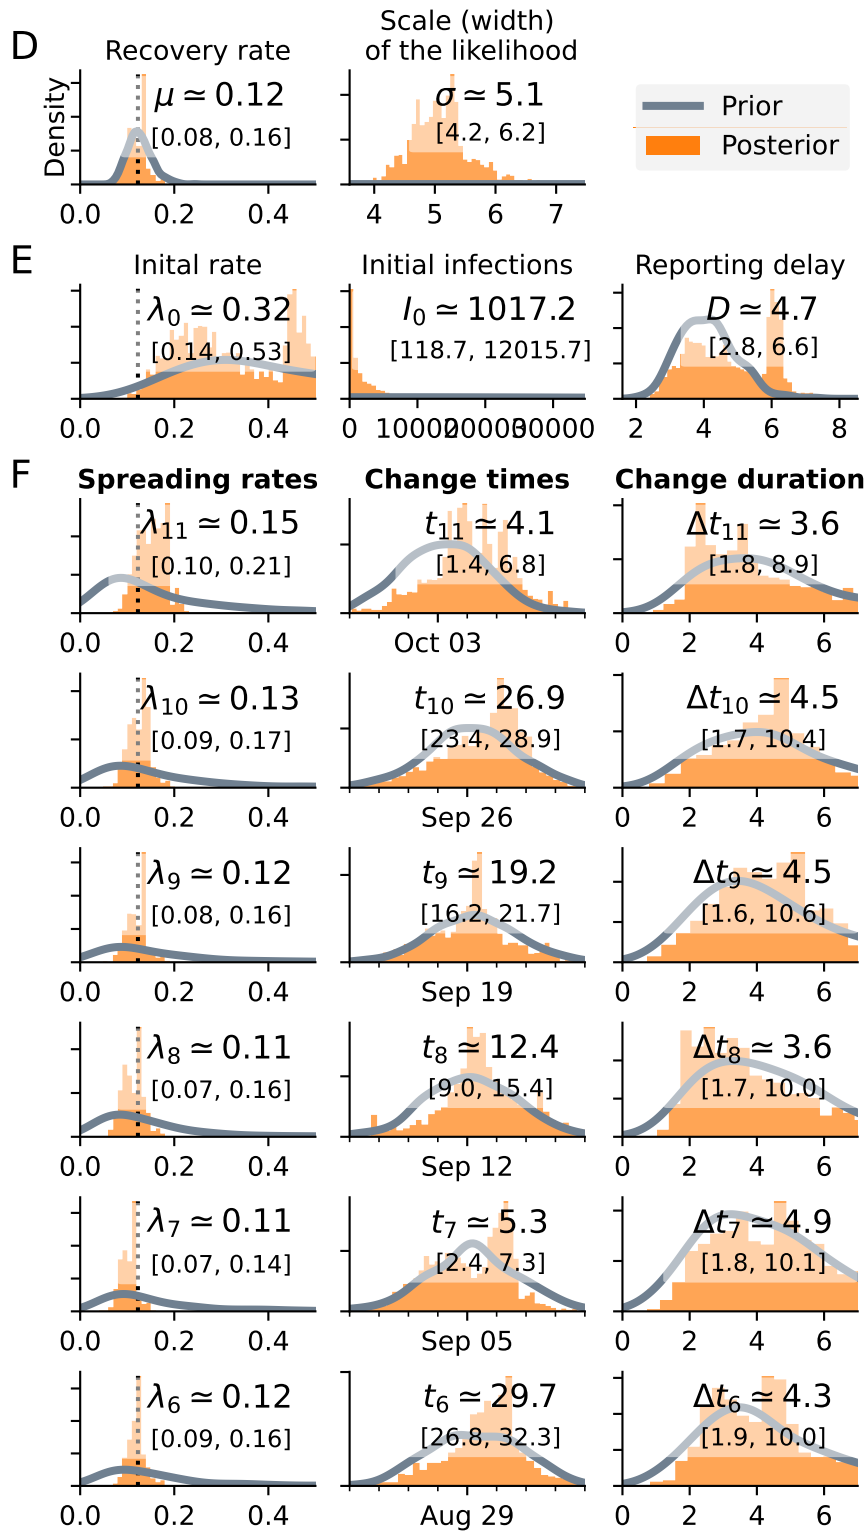 D
Recovery rate
Scale (width)
of the likelihood
Density
μ ≃ 0.12
[0.08, 0.16]
0.0 0.2 0.4
σ ≃ 5.1
[4.2, 6.2]
4 5 6 7
Prior
Posterior
E
Inital rate
Initial infections
Reporting delay
λ0 ≃ 0.32
[0.14, 0.53]
0.0 0.2 0.4
I0 ≃ 1017.2
[118.7, 12015.7]
0 10000 20000 30000
D ≃ 4.7
[2.8, 6.6]
2 4 6 8
F
Spreading rates
Change times
Change duration
λ11 ≃ 0.15
[0.10, 0.21]
0.0 0.2 0.4
t11 ≃ 4.1
[1.4, 6.8]
Oct 03
Δt11 ≃ 3.6
[1.8, 8.9]
0 2 4 6
λ10 ≃ 0.13
[0.09, 0.17]
0.0 0.2 0.4
t10 ≃ 26.9
[23.4, 28.9]
Sep 26
Δt10 ≃ 4.5
[1.7, 10.4]
0 2 4 6
λ9 ≃ 0.12
[0.08, 0.16]
0.0 0.2 0.4
t9 ≃ 19.2
[16.2, 21.7]
Sep 19
Δt9 ≃ 4.5
[1.6, 10.6]
0 2 4 6
λ8 ≃ 0.11
[0.07, 0.16]
0.0 0.2 0.4
t8 ≃ 12.4
[9.0, 15.4]
Sep 12
Δt8 ≃ 3.6
[1.7, 10.0]
0 2 4 6
λ7 ≃ 0.11
[0.07, 0.14]
0.0 0.2 0.4
t7 ≃ 5.3
[2.4, 7.3]
Sep 05
Δt7 ≃ 4.9
[1.8, 10.1]
0 2 4 6
λ6 ≃ 0.12
[0.09, 0.16]
0.0 0.2 0.4
t6 ≃ 29.7
[26.8, 32.3]
Aug 29
Δt6 ≃ 4.3
[1.9, 10.0]
0 2 4 6